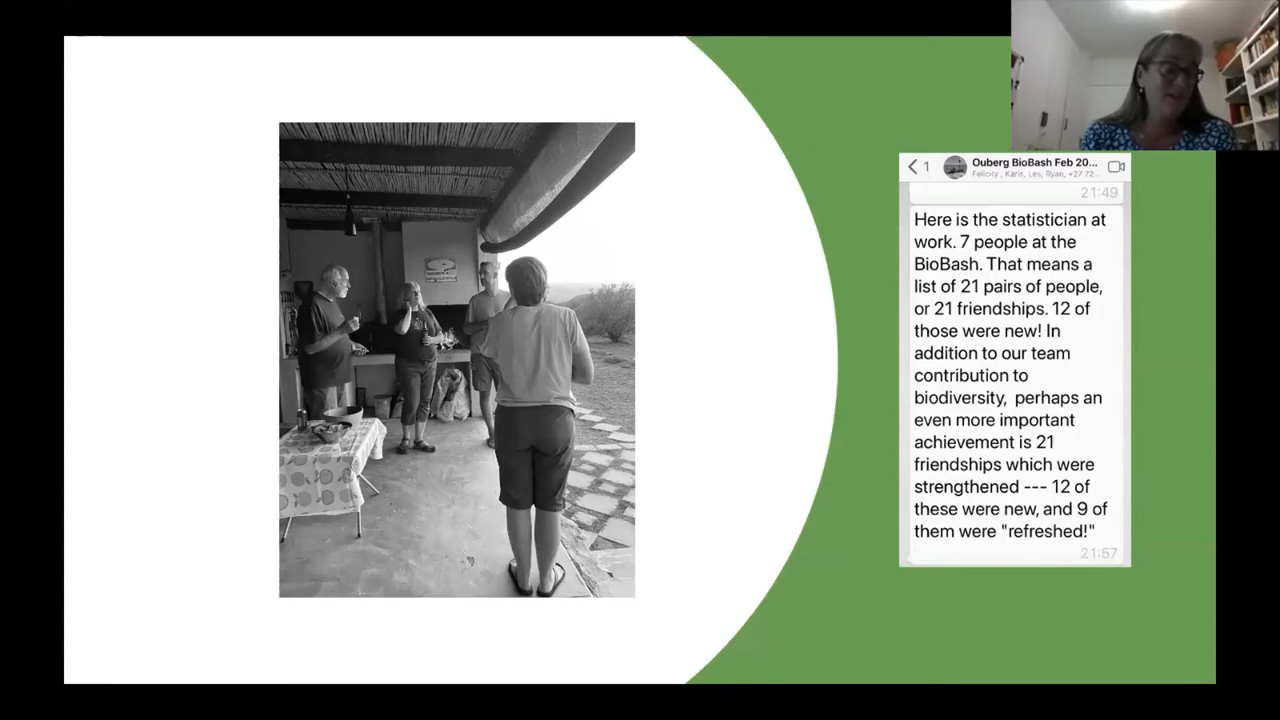 1
Ouberg BioBash Feb 20...
Felicity, Karis, Les, Ryan, +27 72...
21:49
Here is the statistician at
work. 7 people at the
BioBash. That means a
list of 21 pairs of people,
or 21 friendships. 12 of
those were new! In
addition to our team
contribution to
biodiversity, perhaps an
even more important
achievement is 21
friendships which were
strengthened --- 12 of
these were new, and 9 of
them were "refreshed!"
21:57